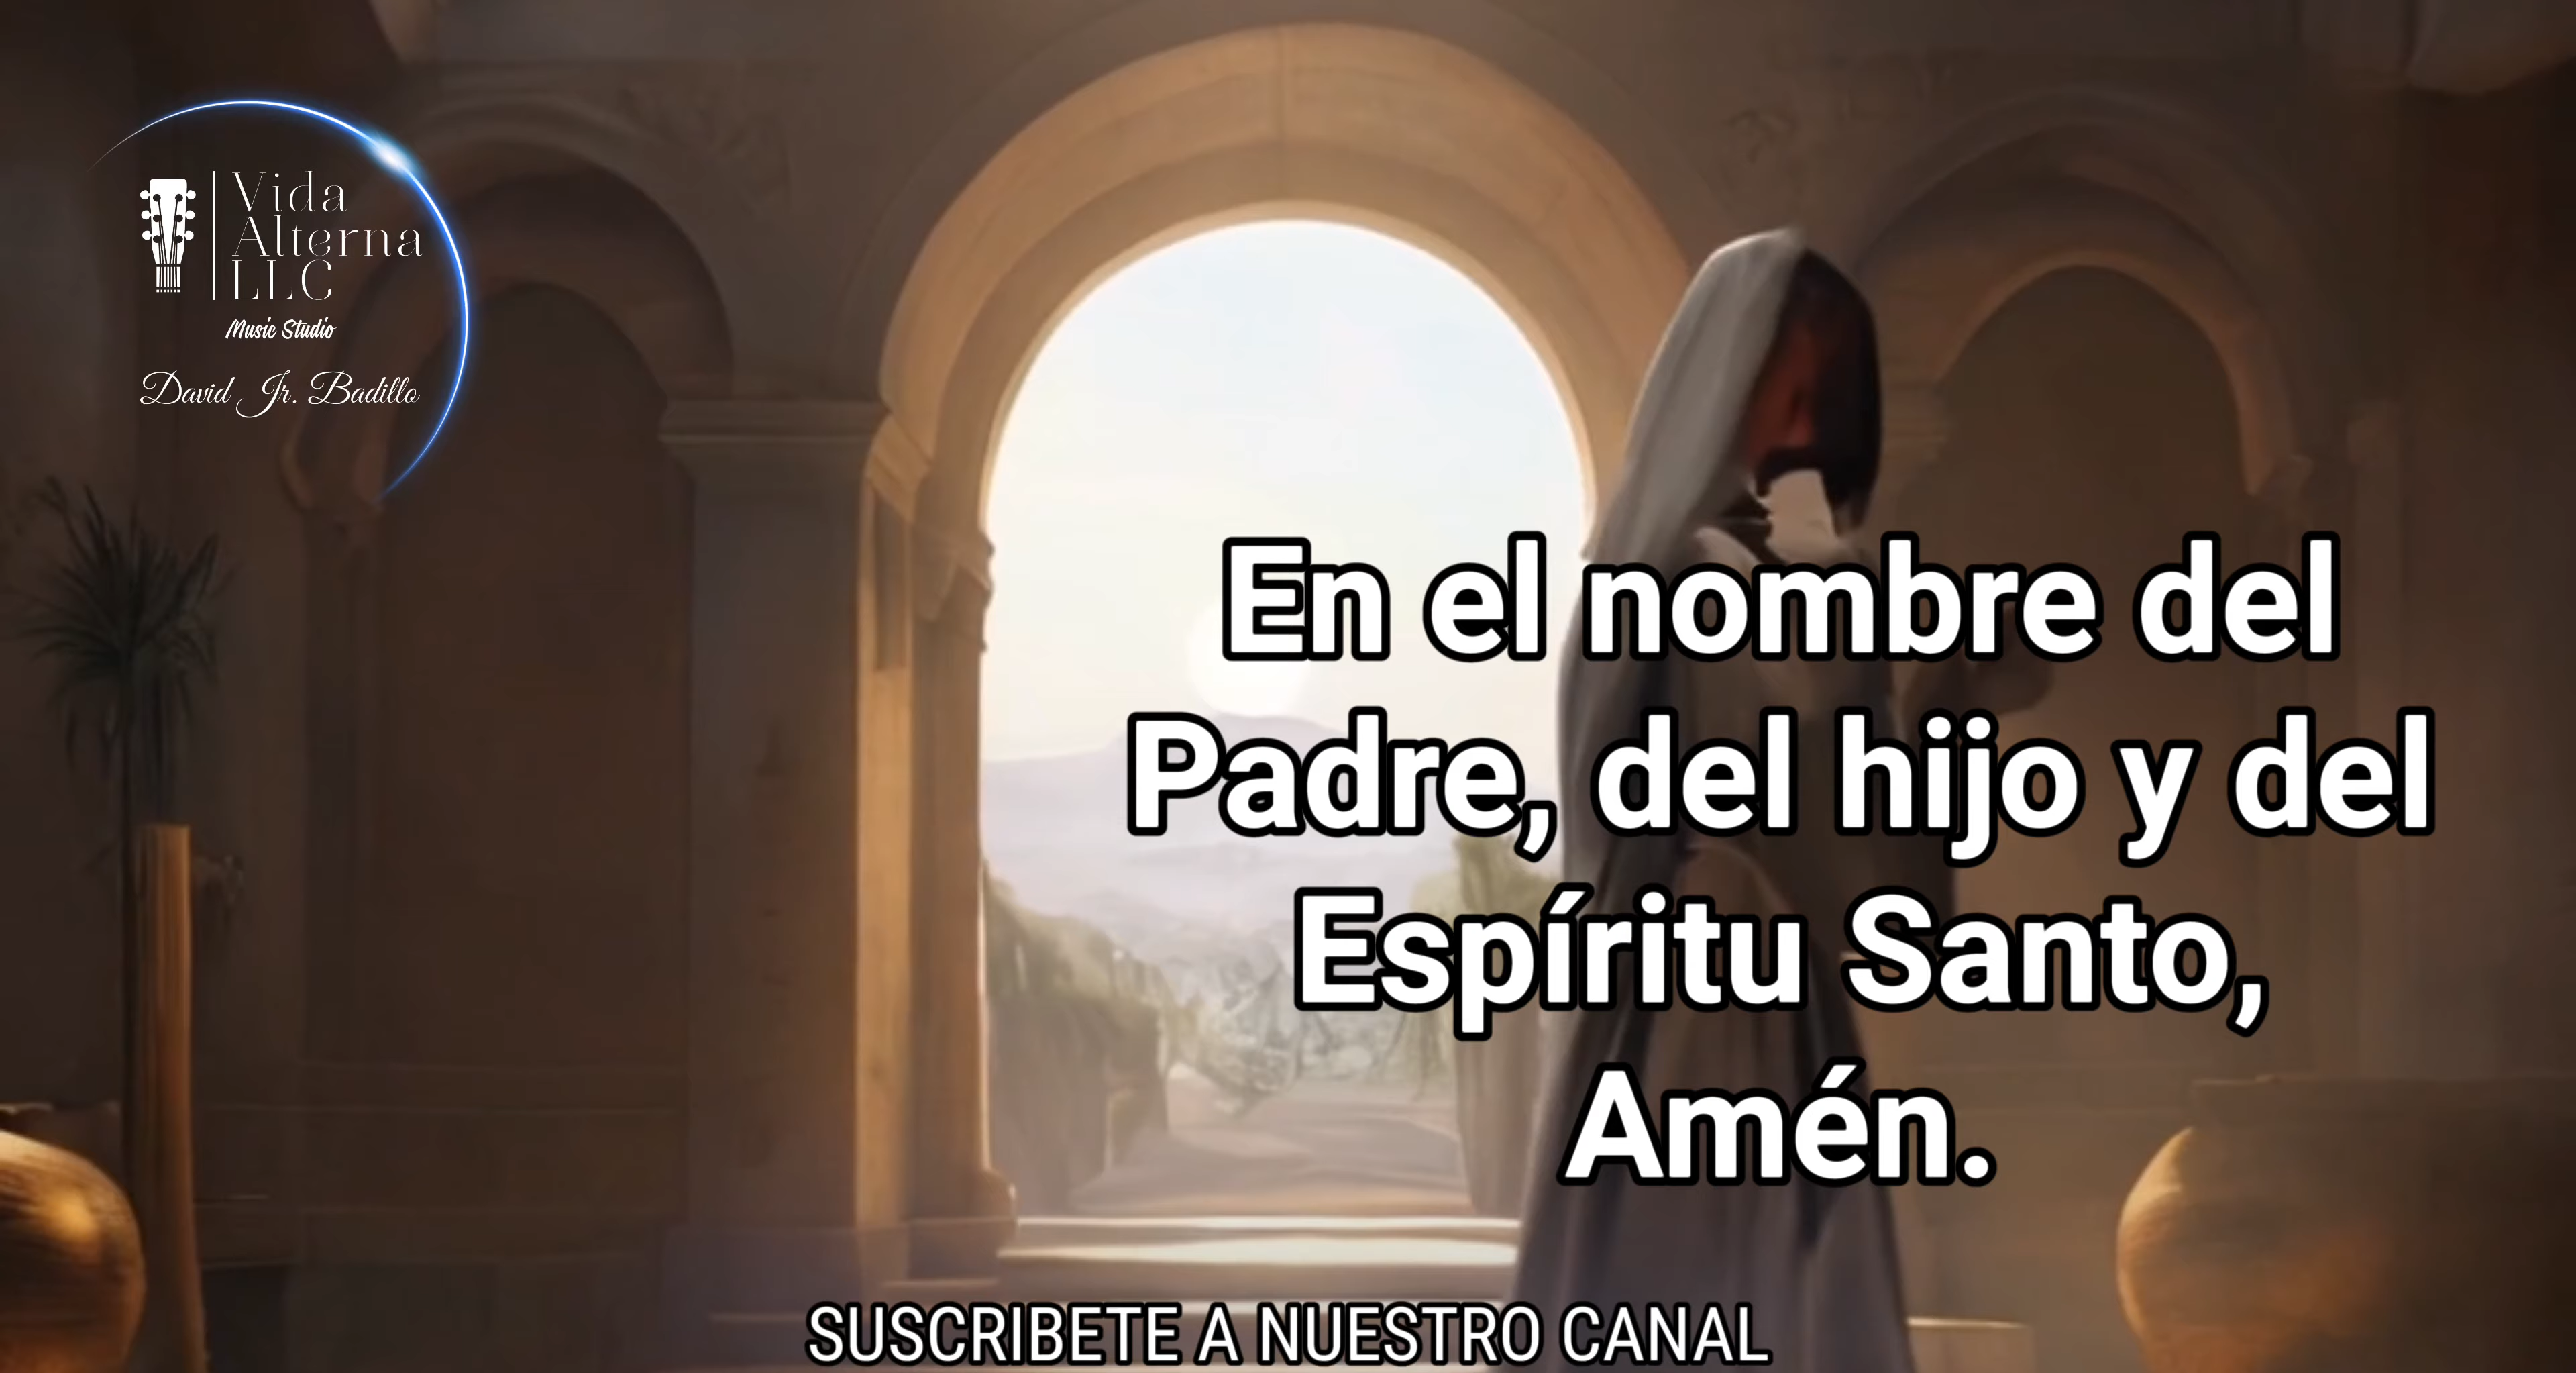 Vida
Alterna
LLC
Music Studio
David Jr. Badillo
En el nombre del
Padre, del hijo y del
Espíritu Santo,
Amén.
SUSCRIBETE A NUESTRO CANAL